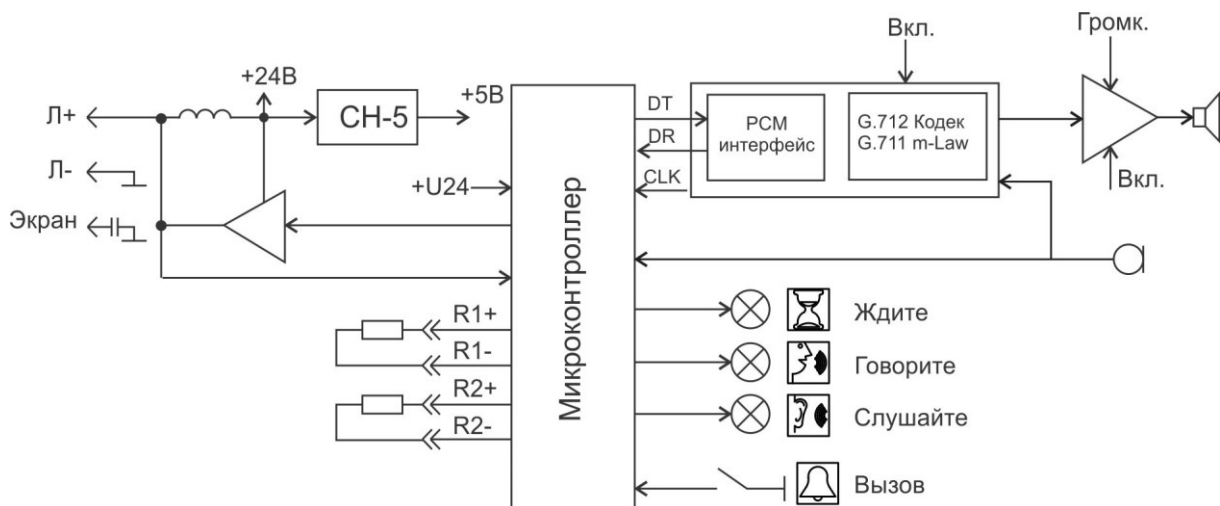 Л+
Л-
Экран
+24В
СН-5
+5В
+U24
R1+
R1-
R2+
R2-
Микроконтроллер
DT
DR
CLK
Вкл.
PCM
интерфейс
G.712 Кодек
G.711 m-Law
Громк.
Вкл.
Ждите
Говорите
Слушайте
Вызов